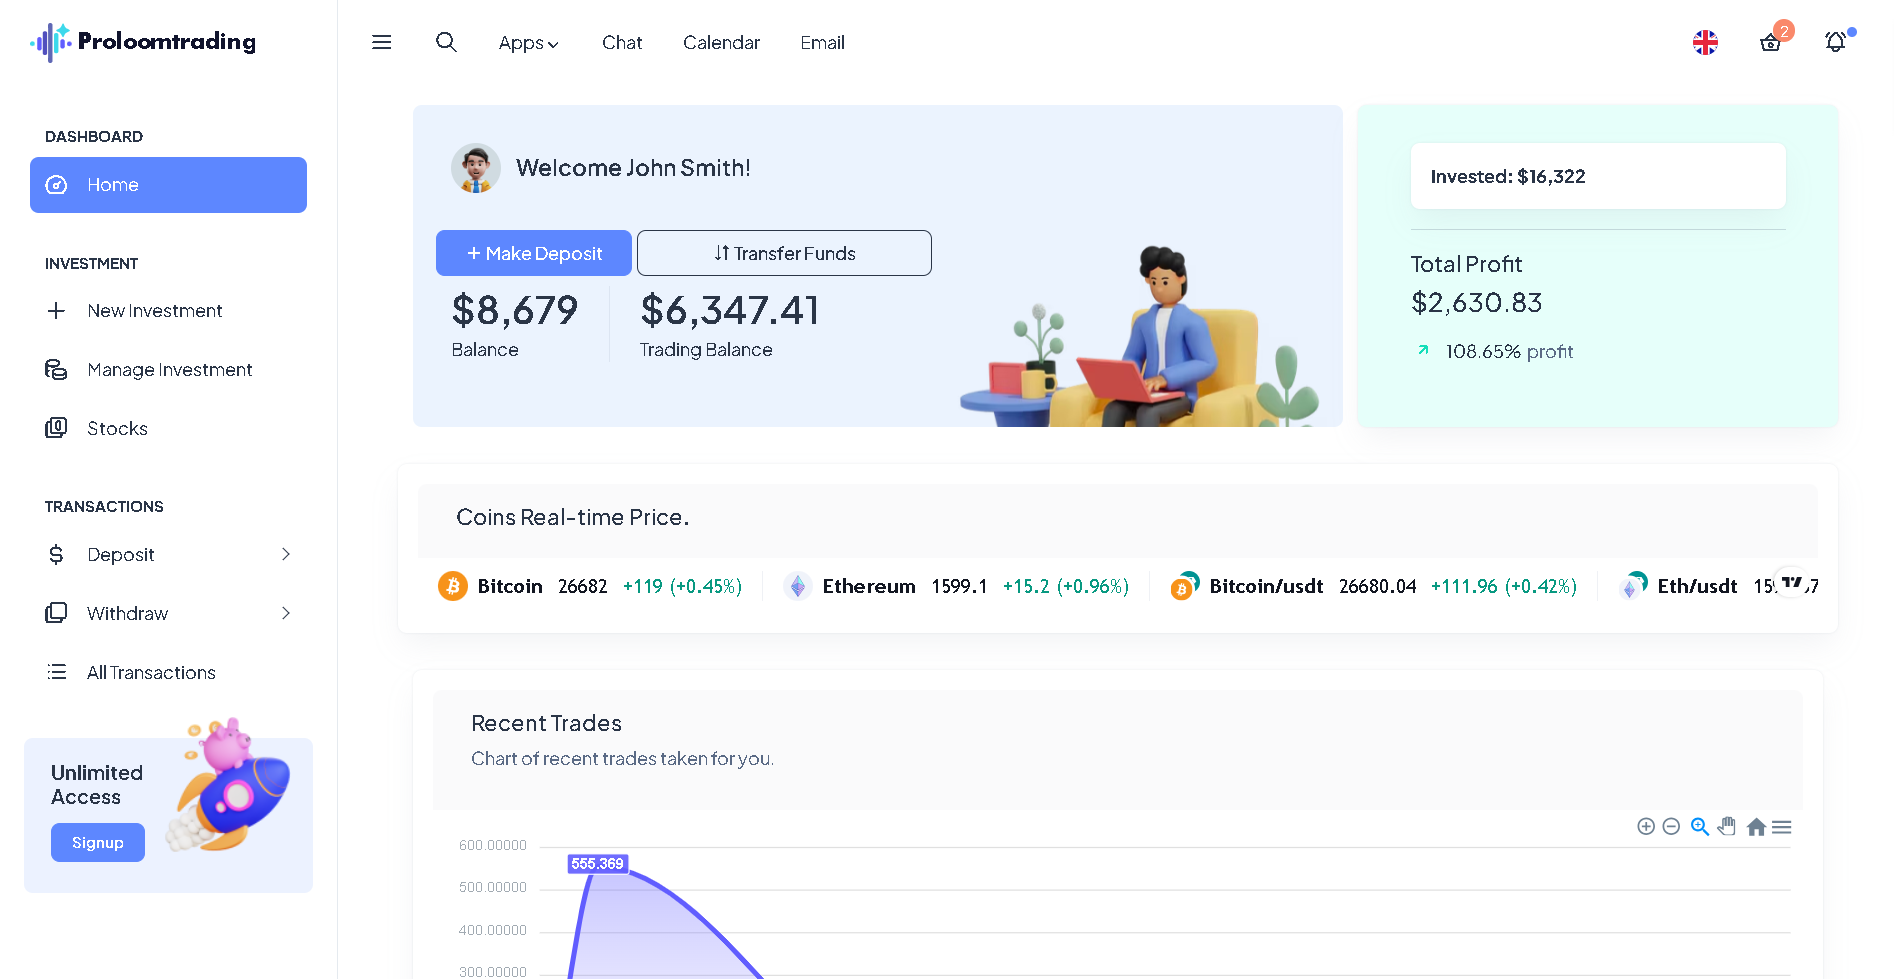 Proloomtrading
Apps
Chat
Calendar
Email
2
DASHBOARD
Home
INVESTMENT
New Investment
Manage Investment
Stocks
TRANSACTIONS
Deposit
Withdraw
All Transactions
Unlimited
Access
Signup
Welcome John Smith!
+ Make Deposit
Transfer Funds
$8,679
Balance
$6,347.41
Trading Balance
Invested: $16,322
Total Profit
$2,630.83
108.65% profit
Coins Real-time Price.
Bitcoin 26682 +119 (+0.45%)
Ethereum 1599.1 +15.2 (+0.96%)
Bitcoin/usdt 26680.04 +111.96 (+0.42%)
Eth/usdt
Recent Trades
Chart of recent trades taken for you.
600.00000
555.369
500.00000
400.00000
300.00000